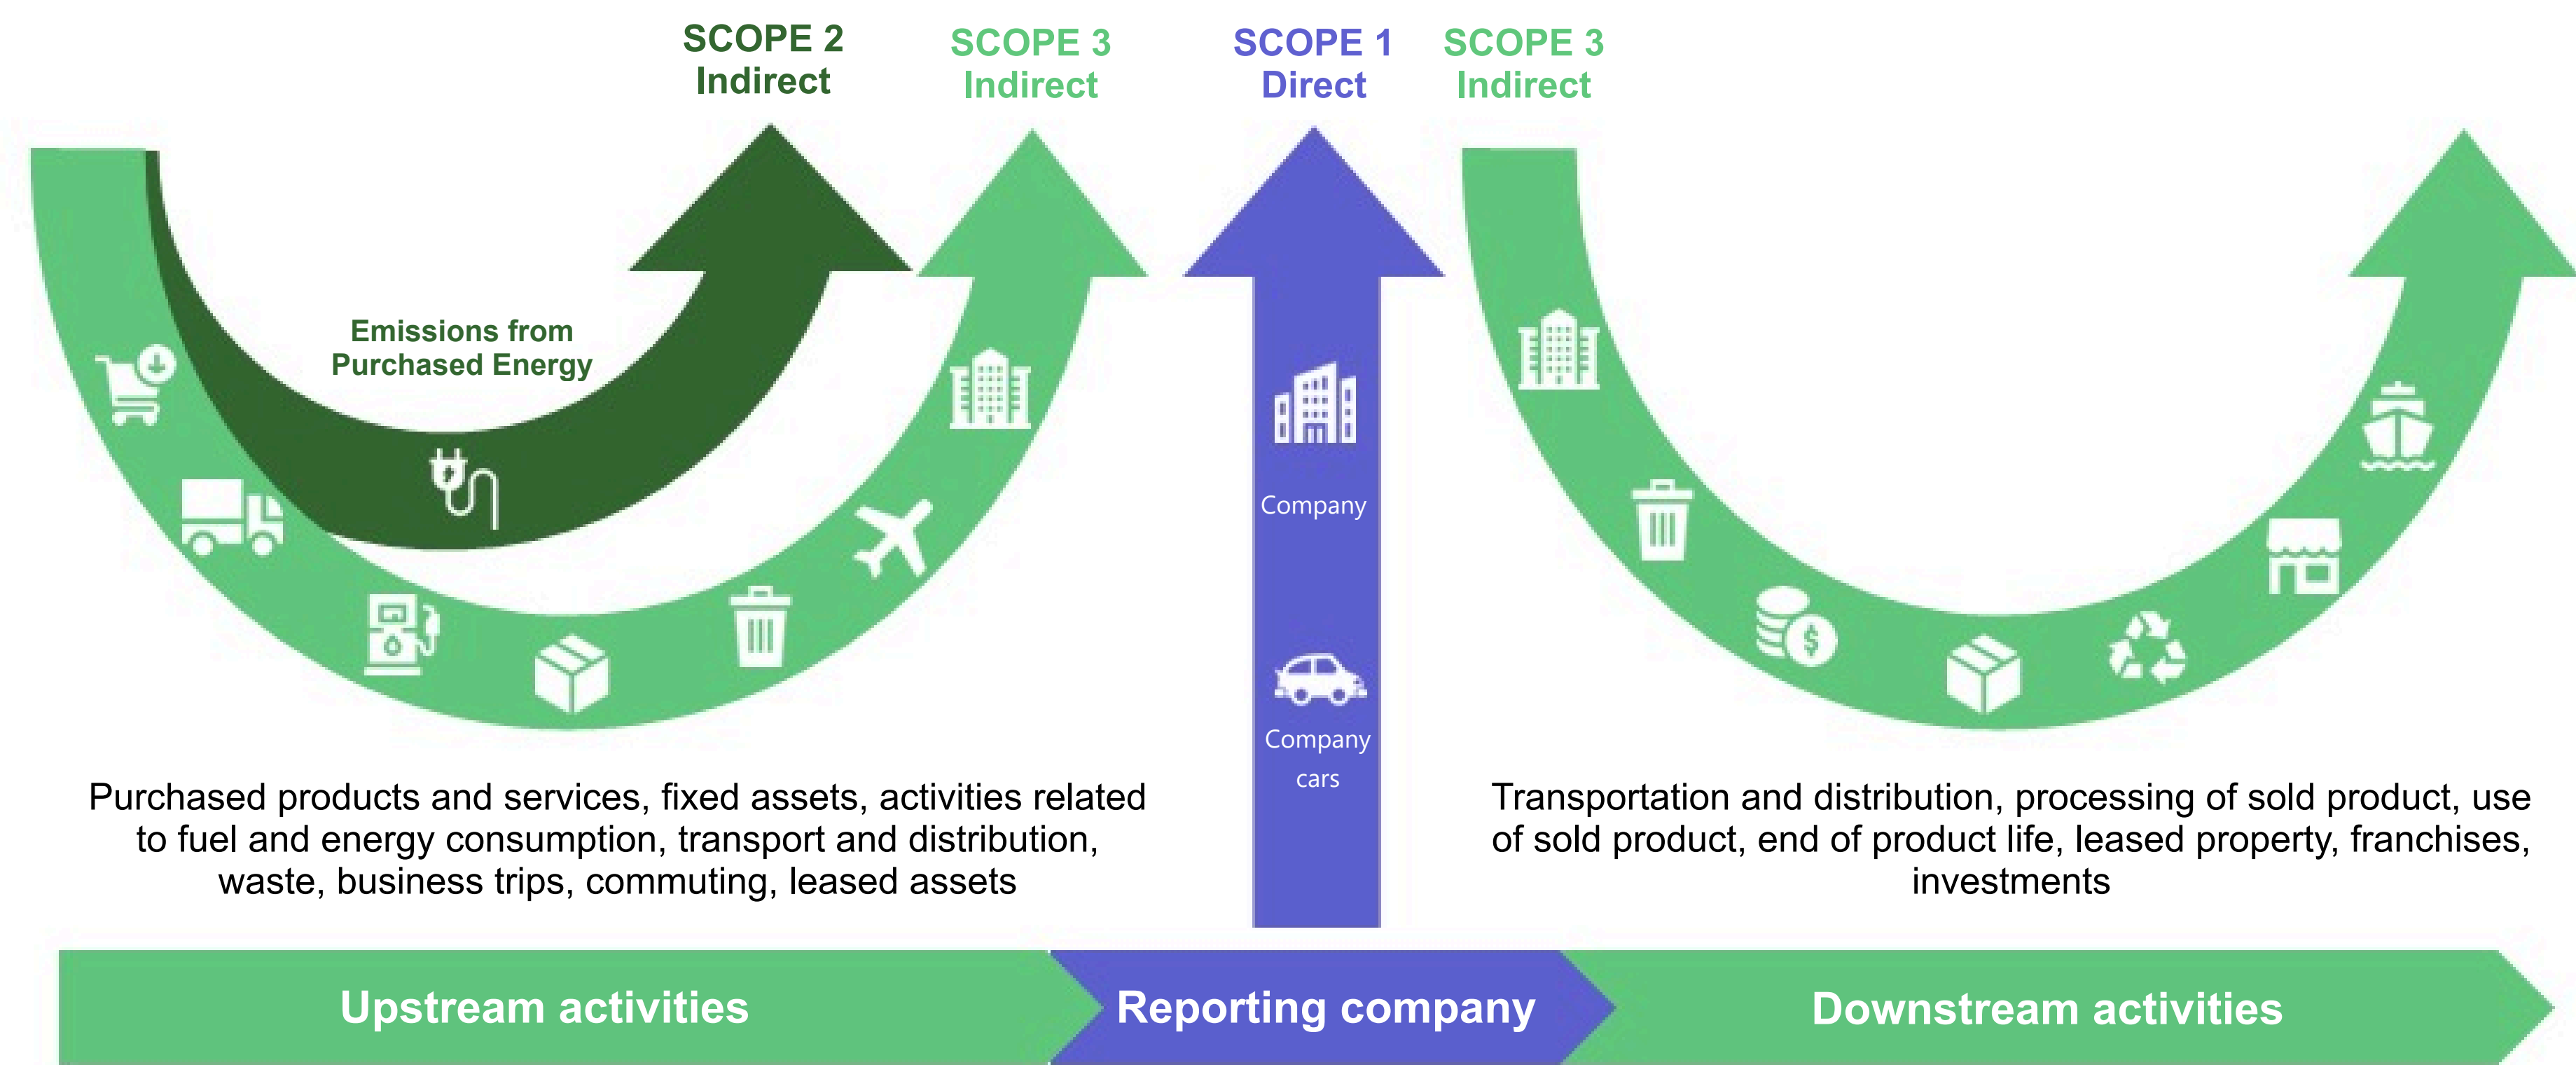 SCOPE 2
Indirect
SCOPE 3
Indirect
SCOPE 1
Direct
SCOPE 3
Indirect
Emissions from
Purchased Energy
Company
Company
cars
Purchased products and services, fixed assets, activities related
to fuel and energy consumption, transport and distribution,
waste, business trips, commuting, leased assets
Transportation and distribution, processing of sold product, use
of sold product, end of product life, leased property, franchises,
investments
Upstream activities
Reporting company
Downstream activities